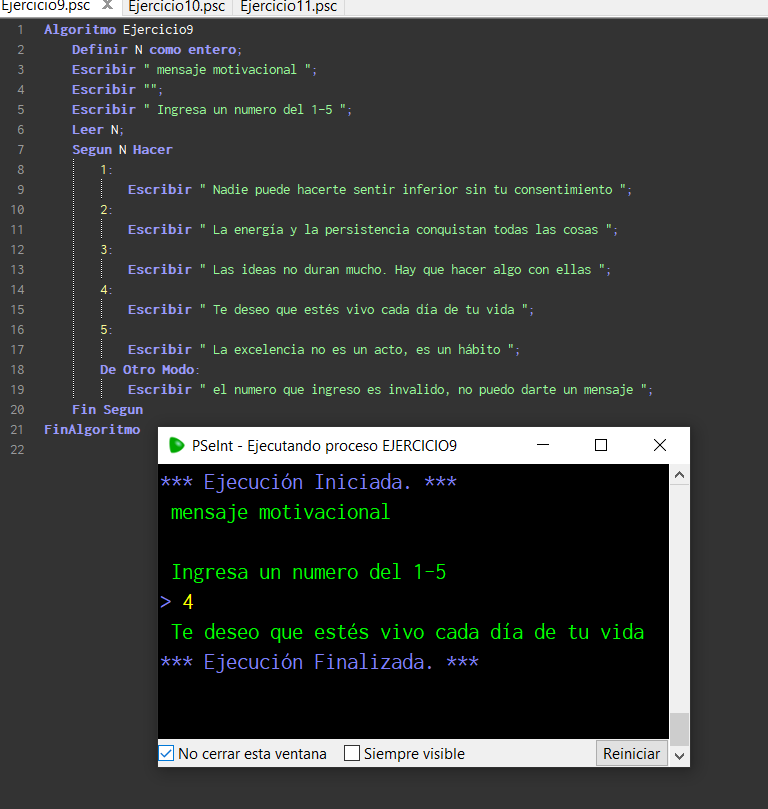 Ejercicio9.psc X Ejercicio10.psc Ejercicio11.psc
1 Algoritmo Ejercicio9
2 Definir N como entero;
3 Escribir " mensaje motivacional ";
4 Escribir "";
5 Escribir " Ingresa un numero del 1-5 ";
6 Leer N;
7 Segun N Hacer
8 1:
9 Escribir " Nadie puede hacerte sentir inferior sin tu consentimiento ";
10 2:
11 Escribir " La energía y la persistencia conquistan todas las cosas ";
12 3:
13 Escribir " Las ideas no duran mucho. Hay que hacer algo con ellas ";
14 4:
15 Escribir " Te deseo que estés vivo cada día de tu vida ";
16 5:
17 Escribir " La excelencia no es un acto, es un hábito ";
18 De Otro Modo:
19 Escribir " el numero que ingreso es invalido, no puedo darte un mensaje ";
20 Fin Segun
21 FinAlgoritmo
22
PSeInt - Ejecutando proceso EJERCICIO9
*** Ejecución Iniciada. ***
mensaje motivacional
Ingresa un numero del 1-5
> 4
Te deseo que estés vivo cada día de tu vida
*** Ejecución Finalizada. ***
No cerrar esta ventana Siempre visible Reiniciar